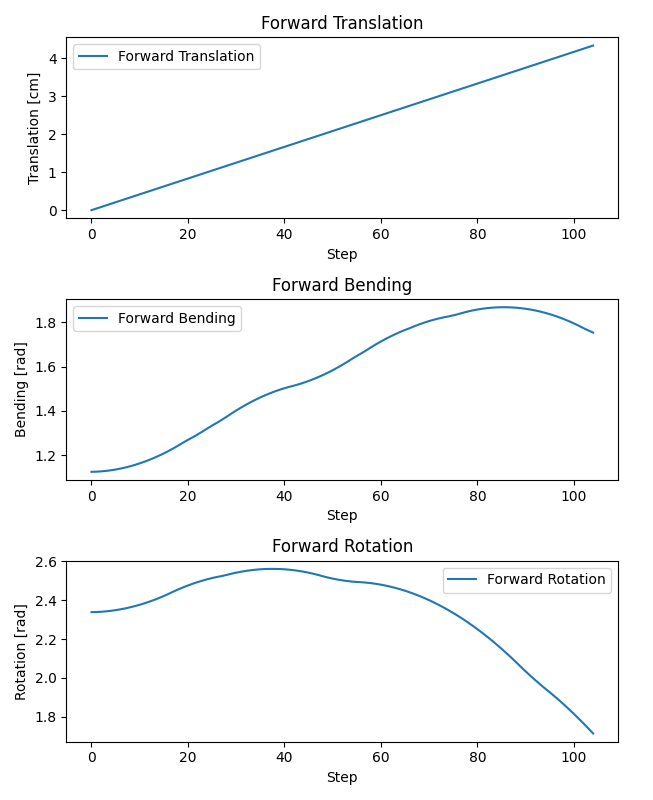 Forward Translation
Forward Translation
Translation [cm]
4
3
2
1
0
0 20 40 60 80 100
Step
Forward Bending
Forward Bending
Bending [rad]
1.8
1.6
1.4
1.2
0 20 40 60 80 100
Step
Forward Rotation
Forward Rotation
Rotation [rad]
2.6
2.4
2.2
2.0
1.8
0 20 40 60 80 100
Step